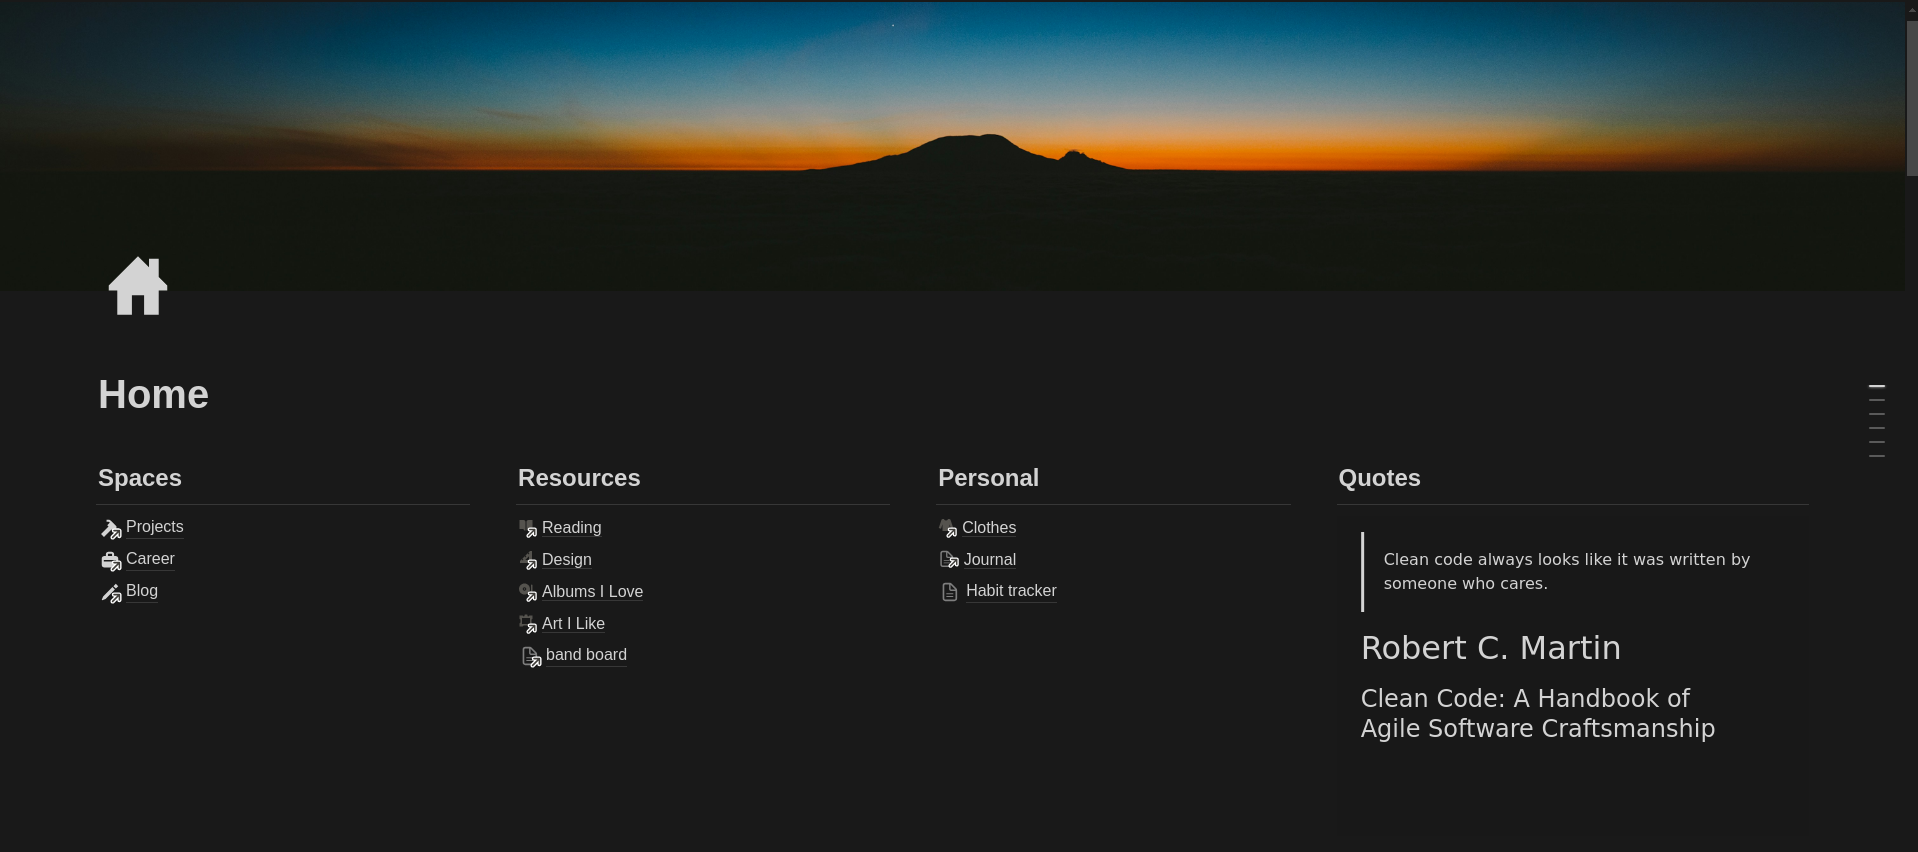 Home
Spaces
Projects
Career
Blog
Resources
Reading
Design
Albums I Love
Art I Like
band board
Personal
Clothes
Journal
Habit tracker
Quotes
Clean code always looks like it was written by
someone who cares.
Robert C. Martin
Clean Code: A Handbook of
Agile Software Craftsmanship